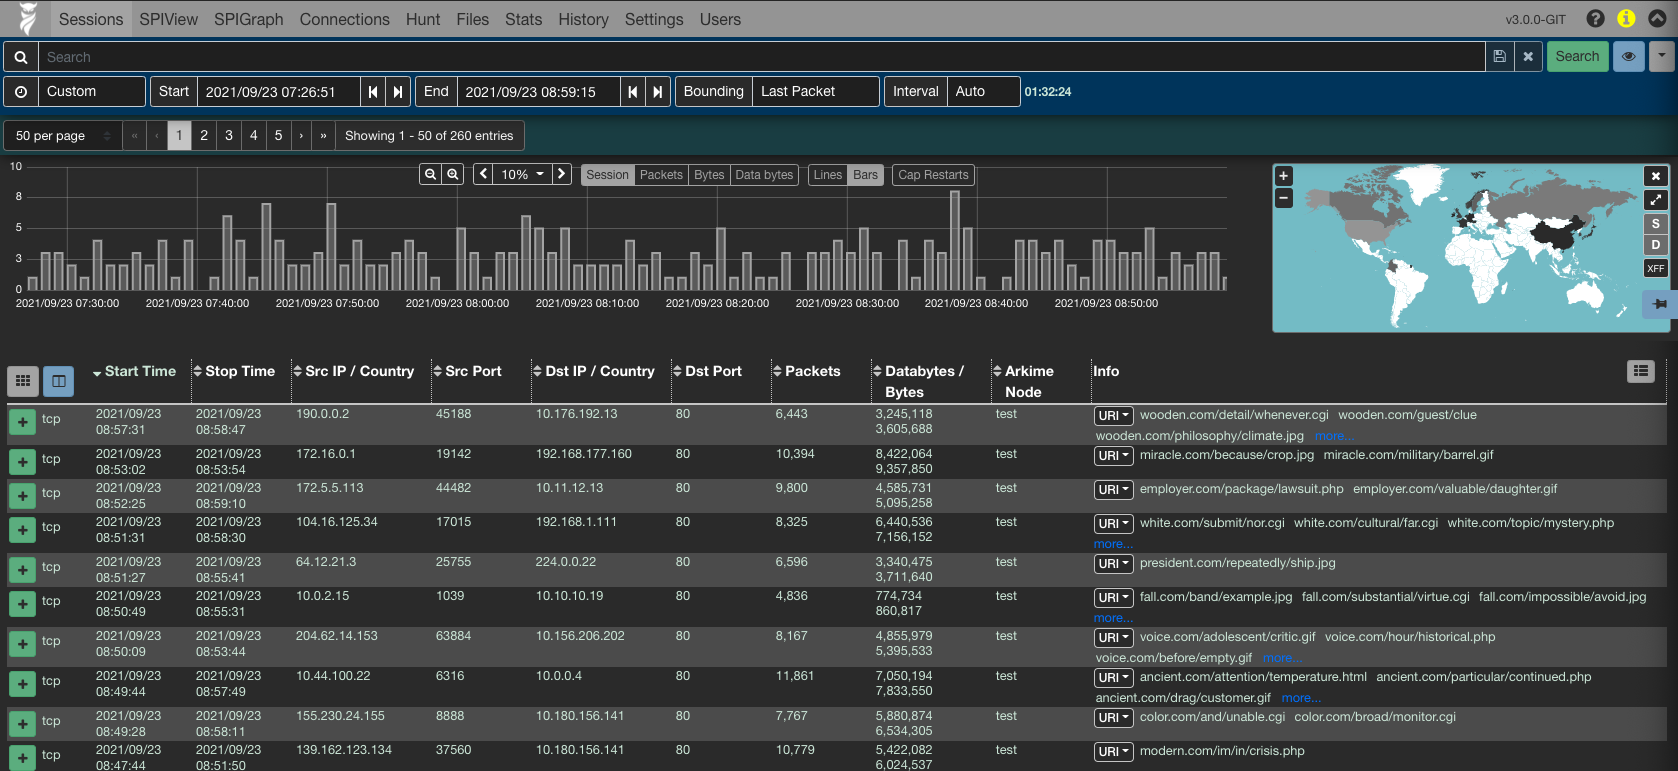 Sessions SPIView SPIGraph Connections Hunt Files Stats History Settings Users v3.0.0-GIT
Search Search
Custom Start 2021/09/23 07:26:51 End 2021/09/23 08:59:15 Bounding Last Packet Interval Auto 01:32:24
50 per page « ‹ 1 2 3 4 5 › » Showing 1 - 50 of 260 entries
10% Session Packets Bytes Data bytes Lines Bars Cap Restarts
10
8
5
3
0
2021/09/23 07:30:00 2021/09/23 07:40:00 2021/09/23 07:50:00 2021/09/23 08:00:00 2021/09/23 08:10:00 2021/09/23 08:20:00 2021/09/23 08:30:00 2021/09/23 08:40:00 2021/09/23 08:50:00
+
−
S
D
XFF
Start Time Stop Time Src IP / Country Src Port Dst IP / Country Dst Port Packets Databytes / Arkime Info
Bytes Node
tcp 2021/09/23 2021/09/23 190.0.0.2 45188 10.176.192.13 80 6,443 3,245,118 test URI wooden.com/detail/whenever.cgi wooden.com/guest/clue
08:57:31 08:58:47 3,605,688 wooden.com/philosophy/climate.jpg more...
tcp 2021/09/23 2021/09/23 172.16.0.1 19142 192.168.177.160 80 10,394 8,422,064 test URI miracle.com/because/crop.jpg miracle.com/military/barrel.gif
08:53:02 08:53:54 9,357,850
tcp 2021/09/23 2021/09/23 172.5.5.113 44482 10.11.12.13 80 9,800 4,585,731 test URI employer.com/package/lawsuit.php employer.com/valuable/daughter.gif
08:52:25 08:59:10 5,095,258
tcp 2021/09/23 2021/09/23 104.16.125.34 17015 192.168.1.111 80 8,325 6,440,536 test URI white.com/submit/nor.cgi white.com/cultural/far.cgi white.com/topic/mystery.php
08:51:31 08:58:30 7,156,152 more...
tcp 2021/09/23 2021/09/23 64.12.21.3 25755 224.0.0.22 80 6,596 3,340,475 test URI president.com/repeatedly/ship.jpg
08:51:27 08:55:41 3,711,640
tcp 2021/09/23 2021/09/23 10.0.2.15 1039 10.10.10.19 80 4,836 774,734 test URI fall.com/band/example.jpg fall.com/substantial/virtue.cgi fall.com/impossible/avoid.jpg
08:50:49 08:55:31 860,817 more...
tcp 2021/09/23 2021/09/23 204.62.14.153 63884 10.156.206.202 80 8,167 4,855,979 test URI voice.com/adolescent/critic.gif voice.com/hour/historical.php
08:50:09 08:53:44 5,395,533 voice.com/before/empty.gif more...
tcp 2021/09/23 2021/09/23 10.44.100.22 6316 10.0.0.4 80 11,861 7,050,194 test URI ancient.com/attention/temperature.html ancient.com/particular/continued.php
08:49:44 08:57:49 7,833,550 ancient.com/drag/customer.gif more...
tcp 2021/09/23 2021/09/23 155.230.24.155 8888 10.180.156.141 80 7,767 5,880,874 test URI color.com/and/unable.cgi color.com/broad/monitor.cgi
08:49:28 08:58:11 6,534,305
tcp 2021/09/23 2021/09/23 139.162.123.134 37560 10.180.156.141 80 10,779 5,422,082 test URI modern.com/im/in/crisis.php
08:47:44 08:51:50 6,024,537